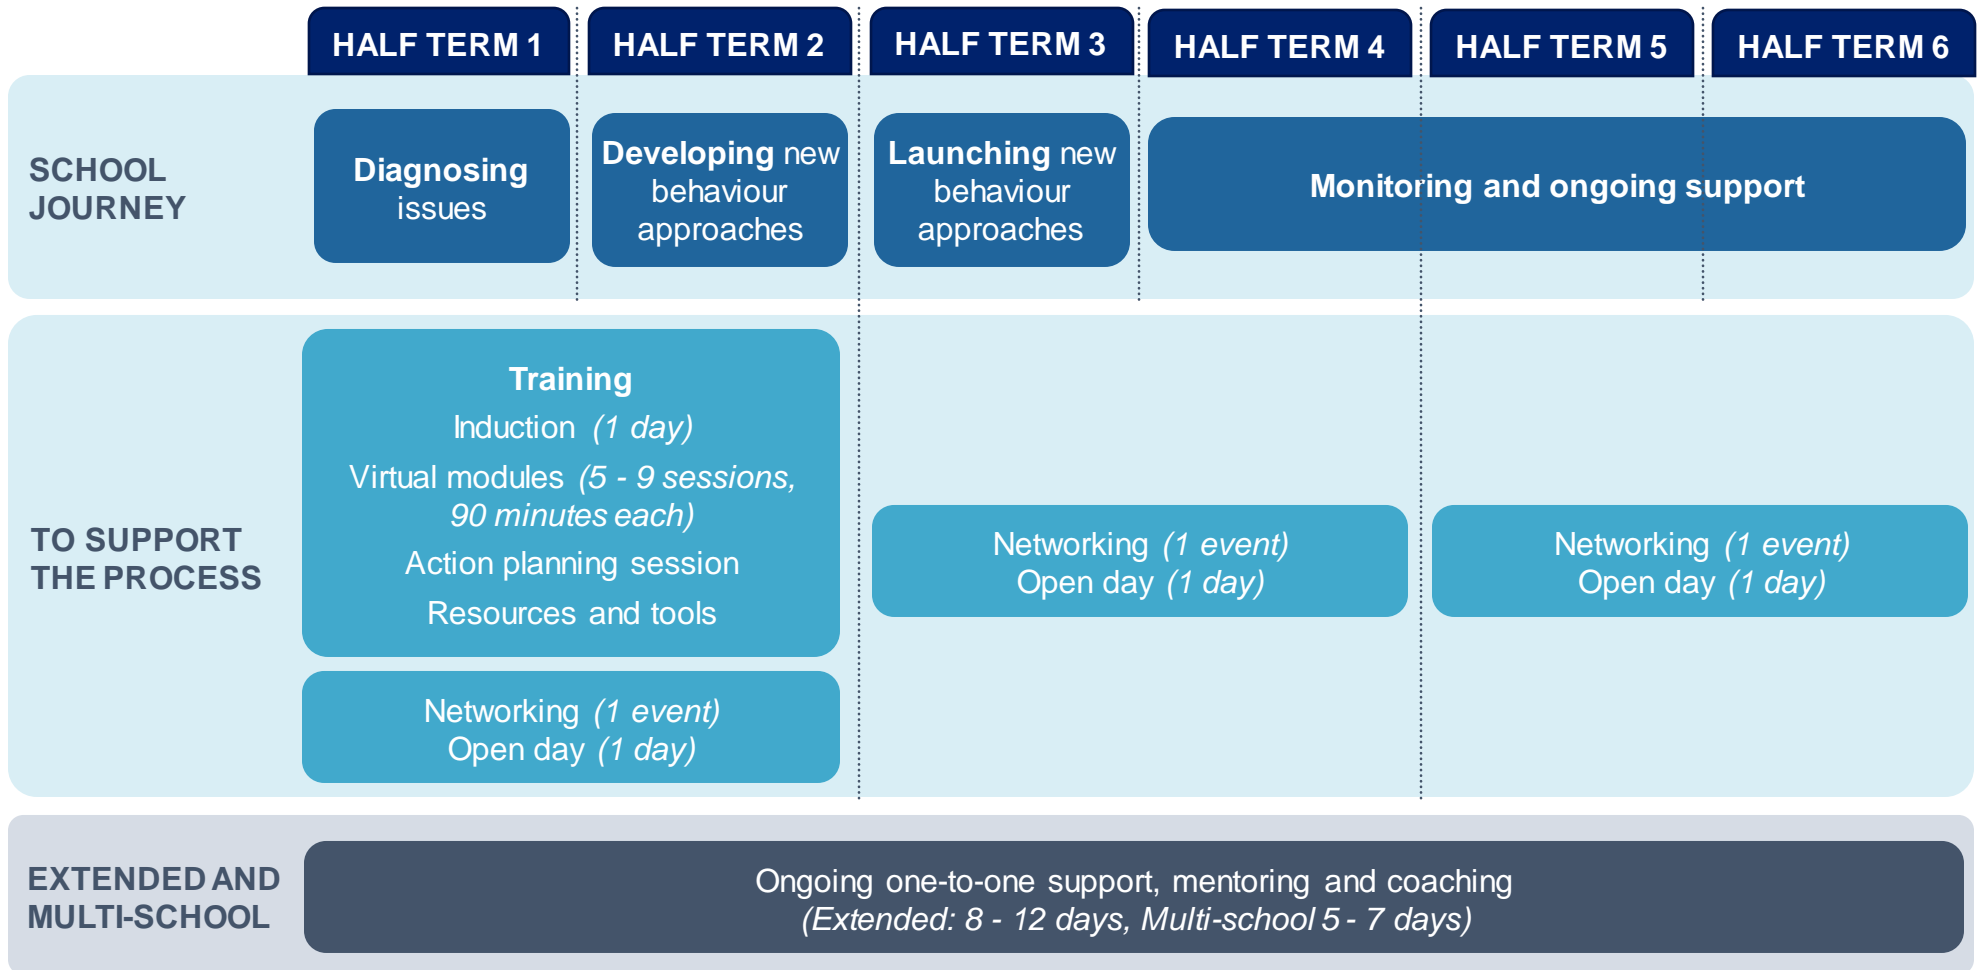 HALF TERM 1
HALF TERM 2
HALF TERM 3
HALF TERM 4
HALF TERM 5
HALF TERM 6
SCHOOL
JOURNEY
Diagnosing
issues
Developing new
behaviour
approaches
Launching new
behaviour
approaches
Monitoring and ongoing support
TO SUPPORT
THE PROCESS
Training
Induction (1 day)
Virtual modules (5 - 9 sessions,
90 minutes each)
Action planning session
Resources and tools
Networking (1 event)
Open day (1 day)
Networking (1 event)
Open day (1 day)
Networking (1 event)
Open day (1 day)
EXTENDED AND
MULTI-SCHOOL
Ongoing one-to-one support, mentoring and coaching
(Extended: 8 - 12 days, Multi-school 5 - 7 days)